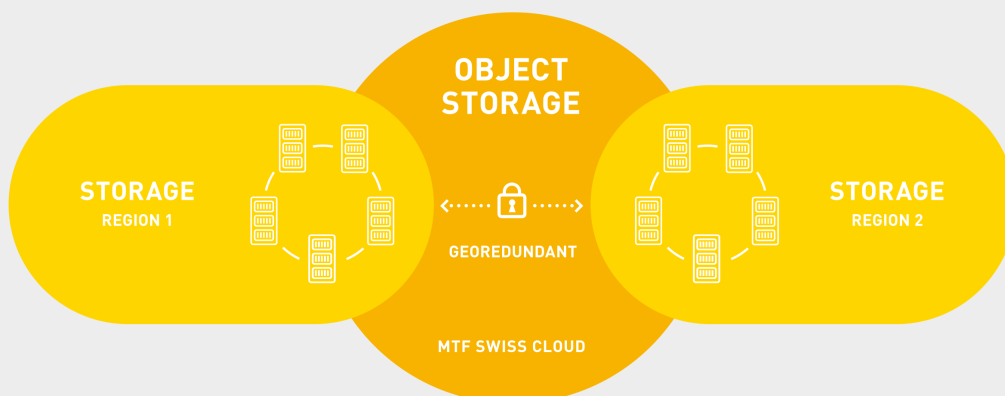 OBJECT
STORAGE
STORAGE
REGION 1
GEOREDUNDANT
STORAGE
REGION 2
MTF SWISS CLOUD